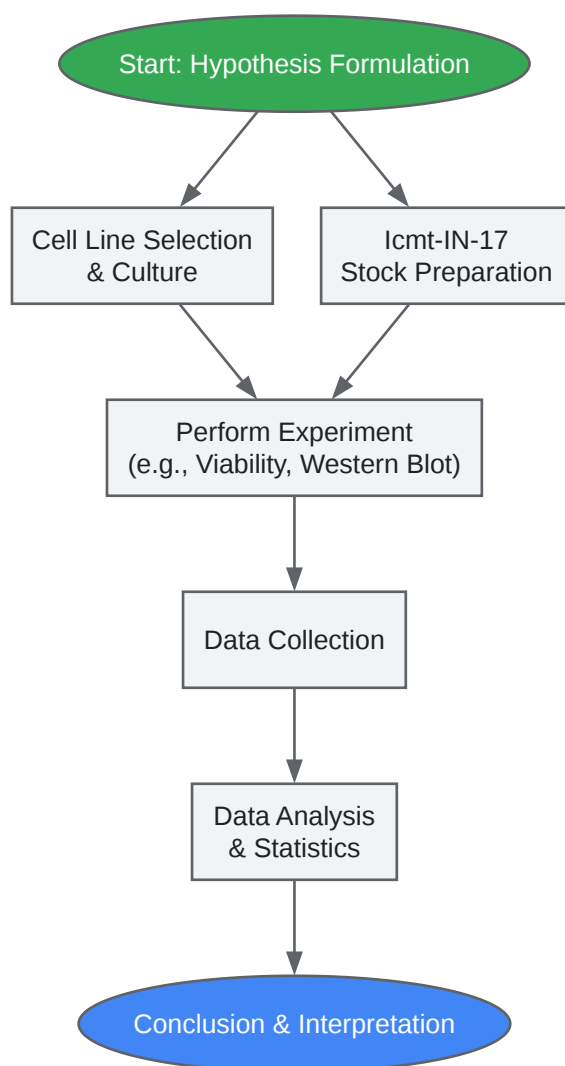 Start: Hypothesis Formulation
Cell Line Selection
& Culture
Icmt-IN-17
Stock Preparation
Perform Experiment
(e.g., Viability, Western Blot)
Data Collection
Data Analysis
& Statistics
Conclusion & Interpretation